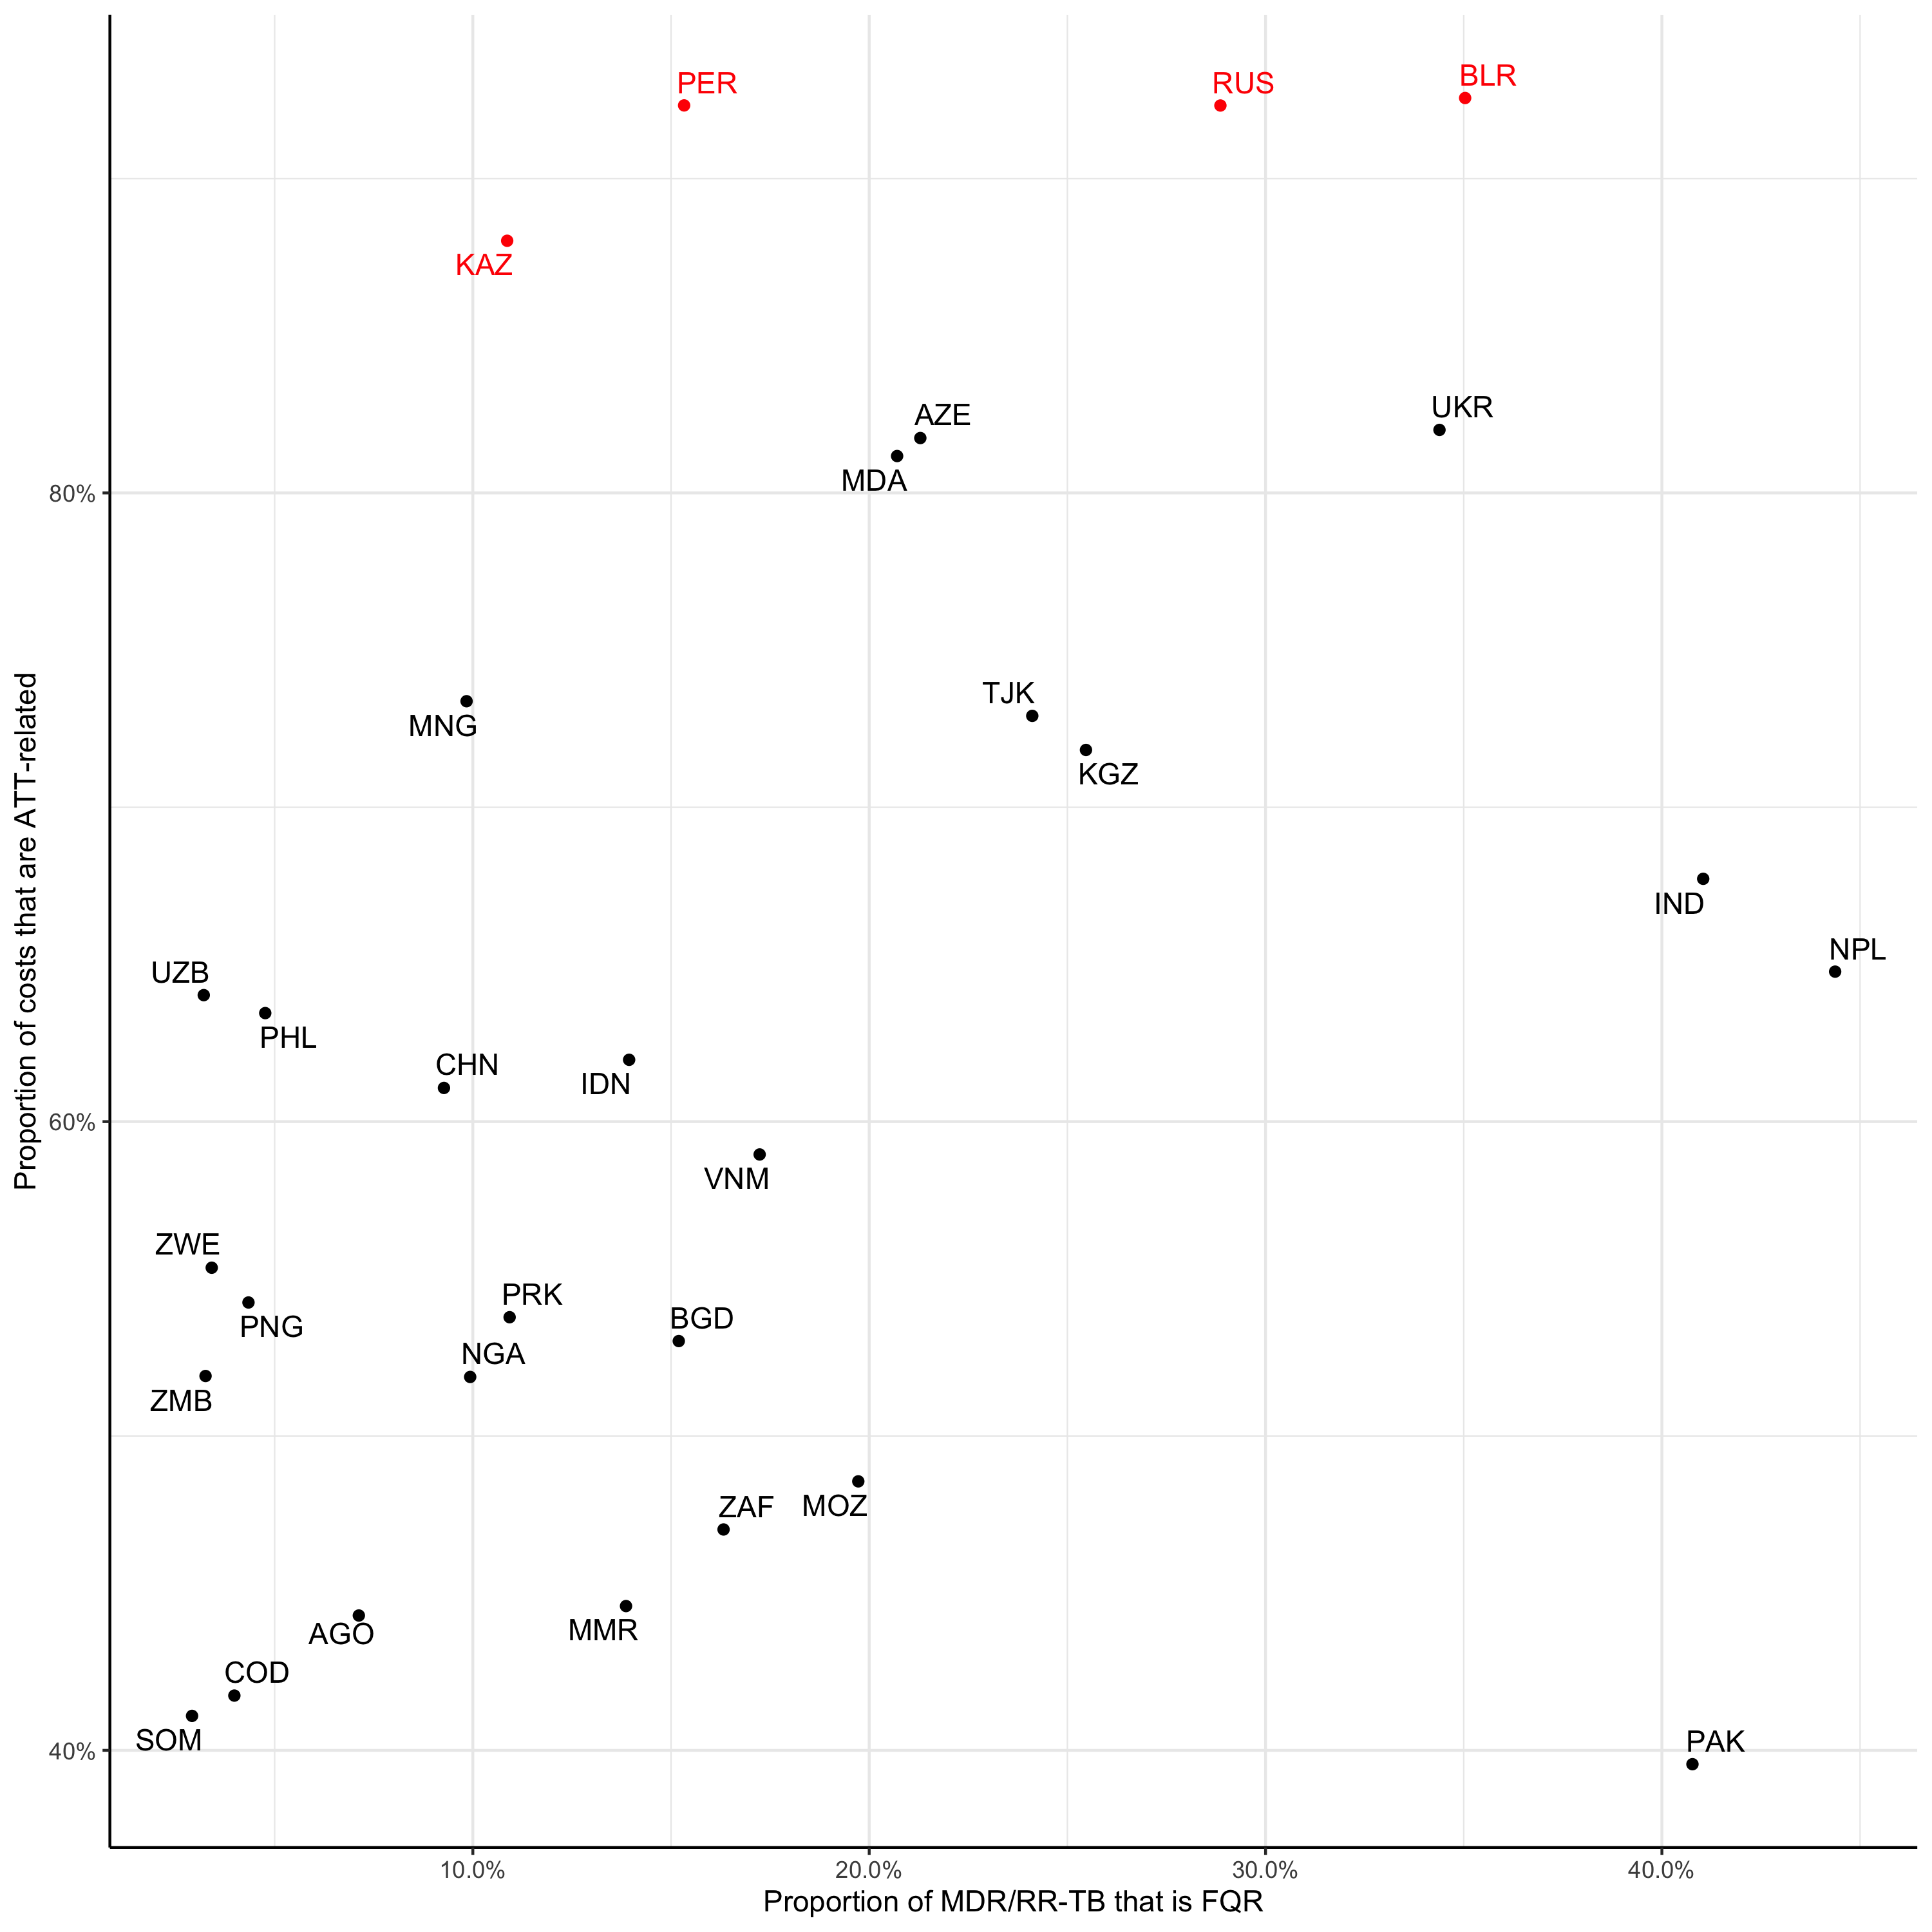 PER
RUS
BLR
KAZ
AZE
UKR
MDA
80%
TJK
MNG
KGZ
IND
NPL
UZB
PHL
CHN
IDN
60%
VNM
ZWE
PRK
PNG
BGD
NGA
ZMB
ZAF
MOZ
AGO
MMR
COD
SOM
40%
PAK
10.0%
20.0%
30.0%
40.0%
Proportion of MDR/RR-TB that is FQR
Proportion of costs that are ATT-related